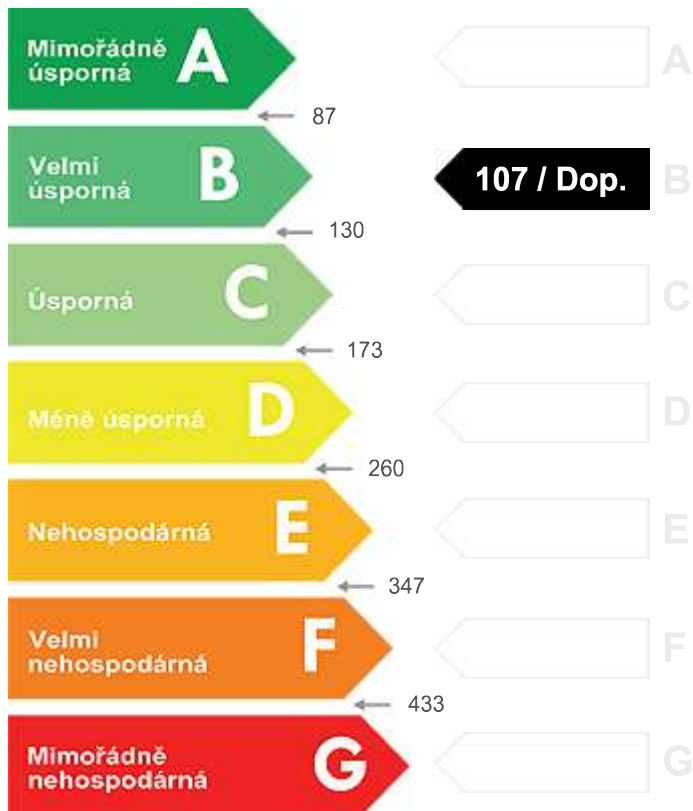 Mimořádně
úsporná
A
A
87
Velmi
úsporná
B
107 / Dop.
B
130
Úsporná
C
C
173
Méně úsporná
D
D
260
Nehospodárná
E
E
347
Velmi
nehospodárná
F
F
433
Mimořádně
nehospodárná
G
G